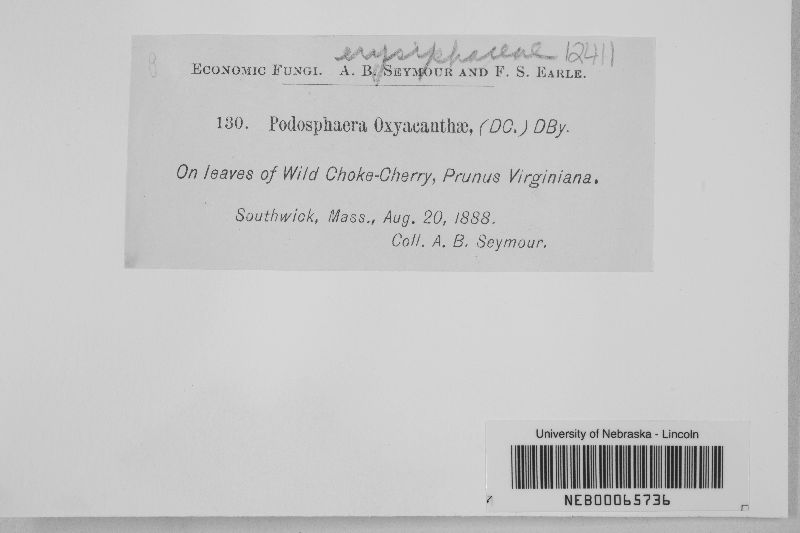 erysiphaceae 12411
8
ECONOMIC FUNGI. A. B. SEYMOUR AND F. S. EARLE.
130. Podosphaera Oxyacanthæ, (DC.) DBy.
On leaves of Wild Choke-Cherry, Prunus Virginiana.
Southwick, Mass., Aug. 20, 1888.
Coll. A. B. Seymour.
University of Nebraska - Lincoln
NEB00065736